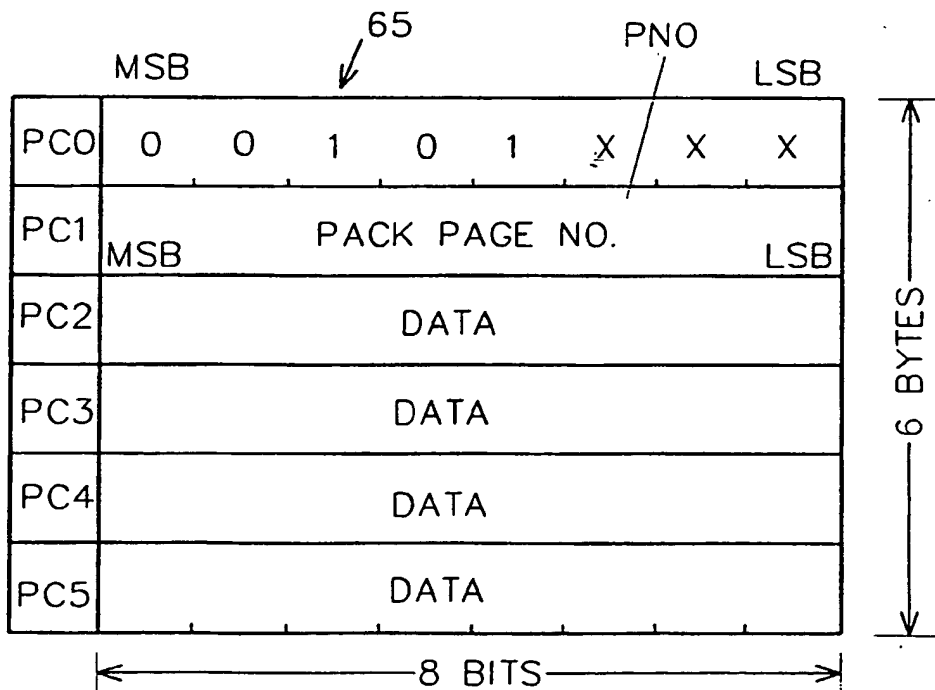 65
PNO
MSB LSB
PC0 0 0 1 0 1 X X X
PC1 PACK PAGE NO.
MSB LSB
PC2 DATA
PC3 DATA
PC4 DATA
PC5 DATA
6 BYTES
8 BITS